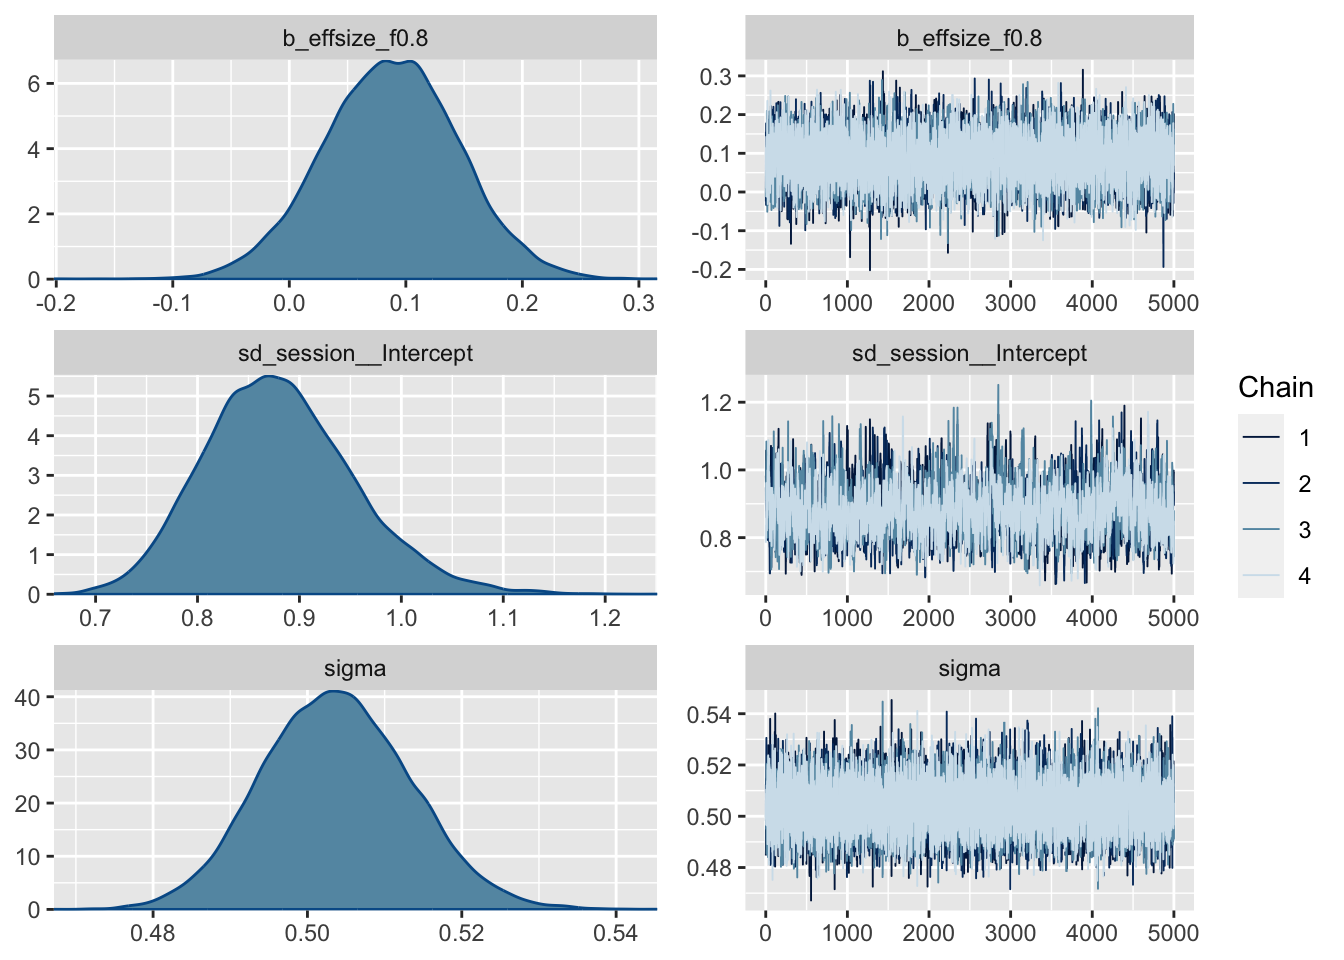 b_effsize_f0.8
6
4
2
0
-0.2 -0.1 0.0 0.1 0.2 0.3
b_effsize_f0.8
0.3
0.2
0.1
0.0
-0.1
-0.2
0 1000 2000 3000 4000 5000
sd_session__Intercept
5
4
3
2
1
0
0.7 0.8 0.9 1.0 1.1 1.2
sd_session__Intercept
1.2
1.0
0.8
0 1000 2000 3000 4000 5000
sigma
40
30
20
10
0
0.48 0.50 0.52 0.54
sigma
0.54
0.52
0.50
0.48
0 1000 2000 3000 4000 5000
Chain
1
2
3
4